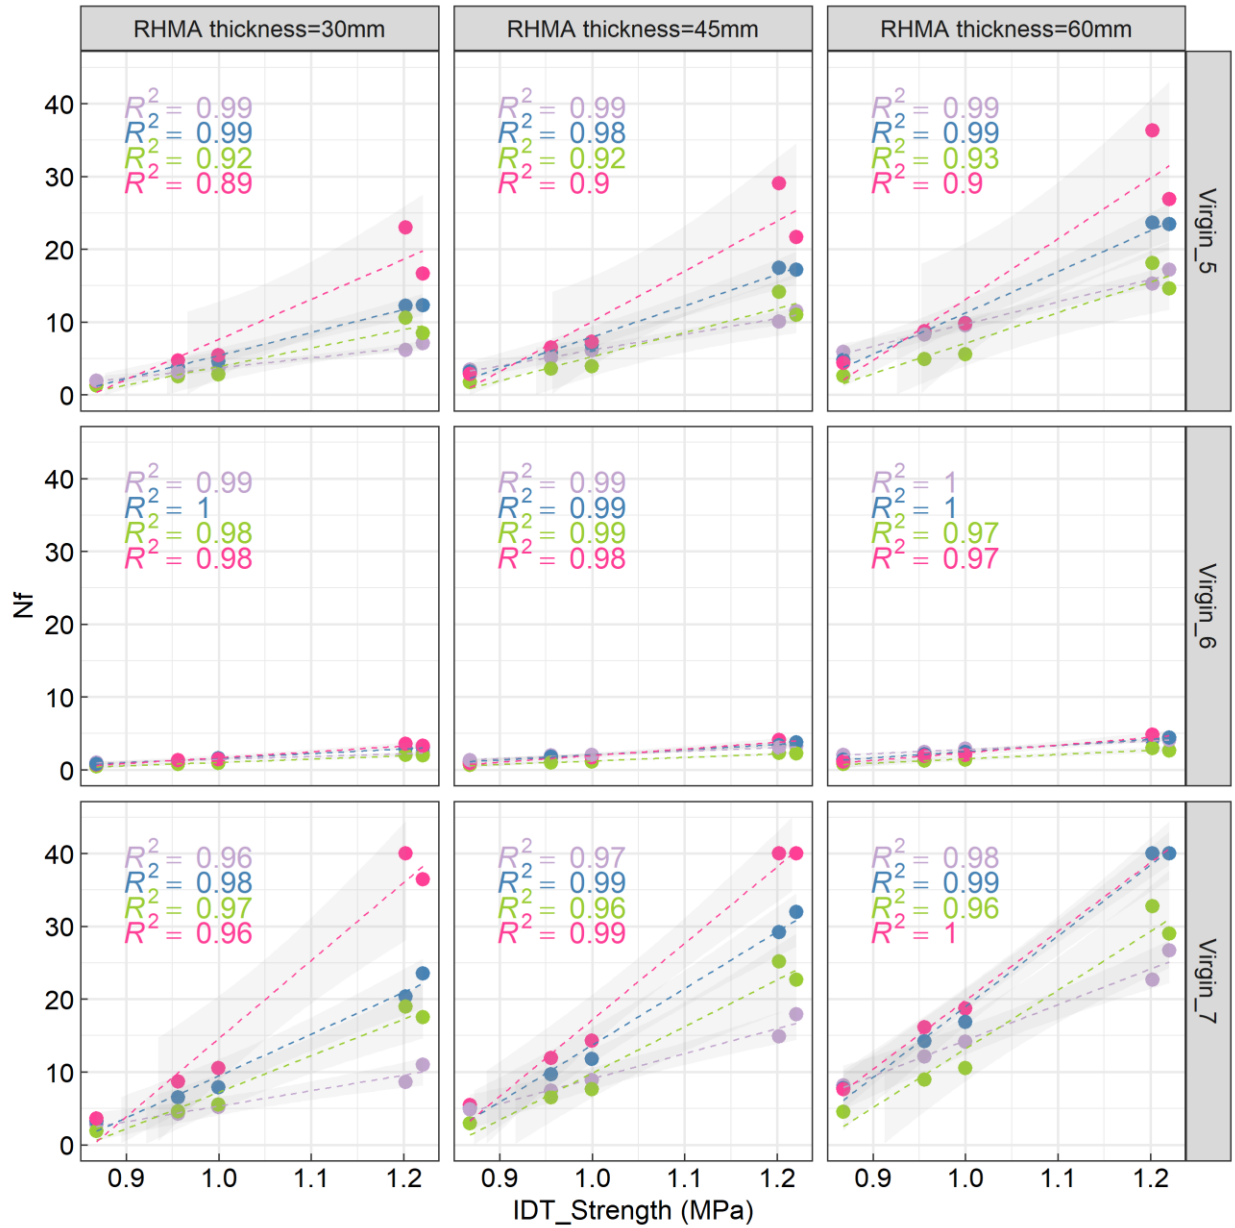 RHMA thickness=30mm
RHMA thickness=45mm
RHMA thickness=60mm
40
30
20
10
0
R² = 0.99
R² = 0.99
R² = 0.92
R² = 0.89
R² = 0.99
R² = 0.98
R² = 0.92
R² = 0.9
R² = 0.99
R² = 0.99
R² = 0.93
R² = 0.9
Virgin_5
40
30
20
10
0
R² = 0.99
R² = 1
R² = 0.98
R² = 0.98
R² = 0.99
R² = 0.99
R² = 0.99
R² = 0.98
R² = 1
R² = 1
R² = 0.97
R² = 0.97
Virgin_6
Nf
40
30
20
10
0
R² = 0.96
R² = 0.98
R² = 0.97
R² = 0.96
R² = 0.97
R² = 0.99
R² = 0.96
R² = 0.99
R² = 0.98
R² = 0.99
R² = 0.96
R² = 1
Virgin_7
0.9 1.0 1.1 1.2
0.9 1.0 1.1 1.2
0.9 1.0 1.1 1.2
IDT_Strength (MPa)